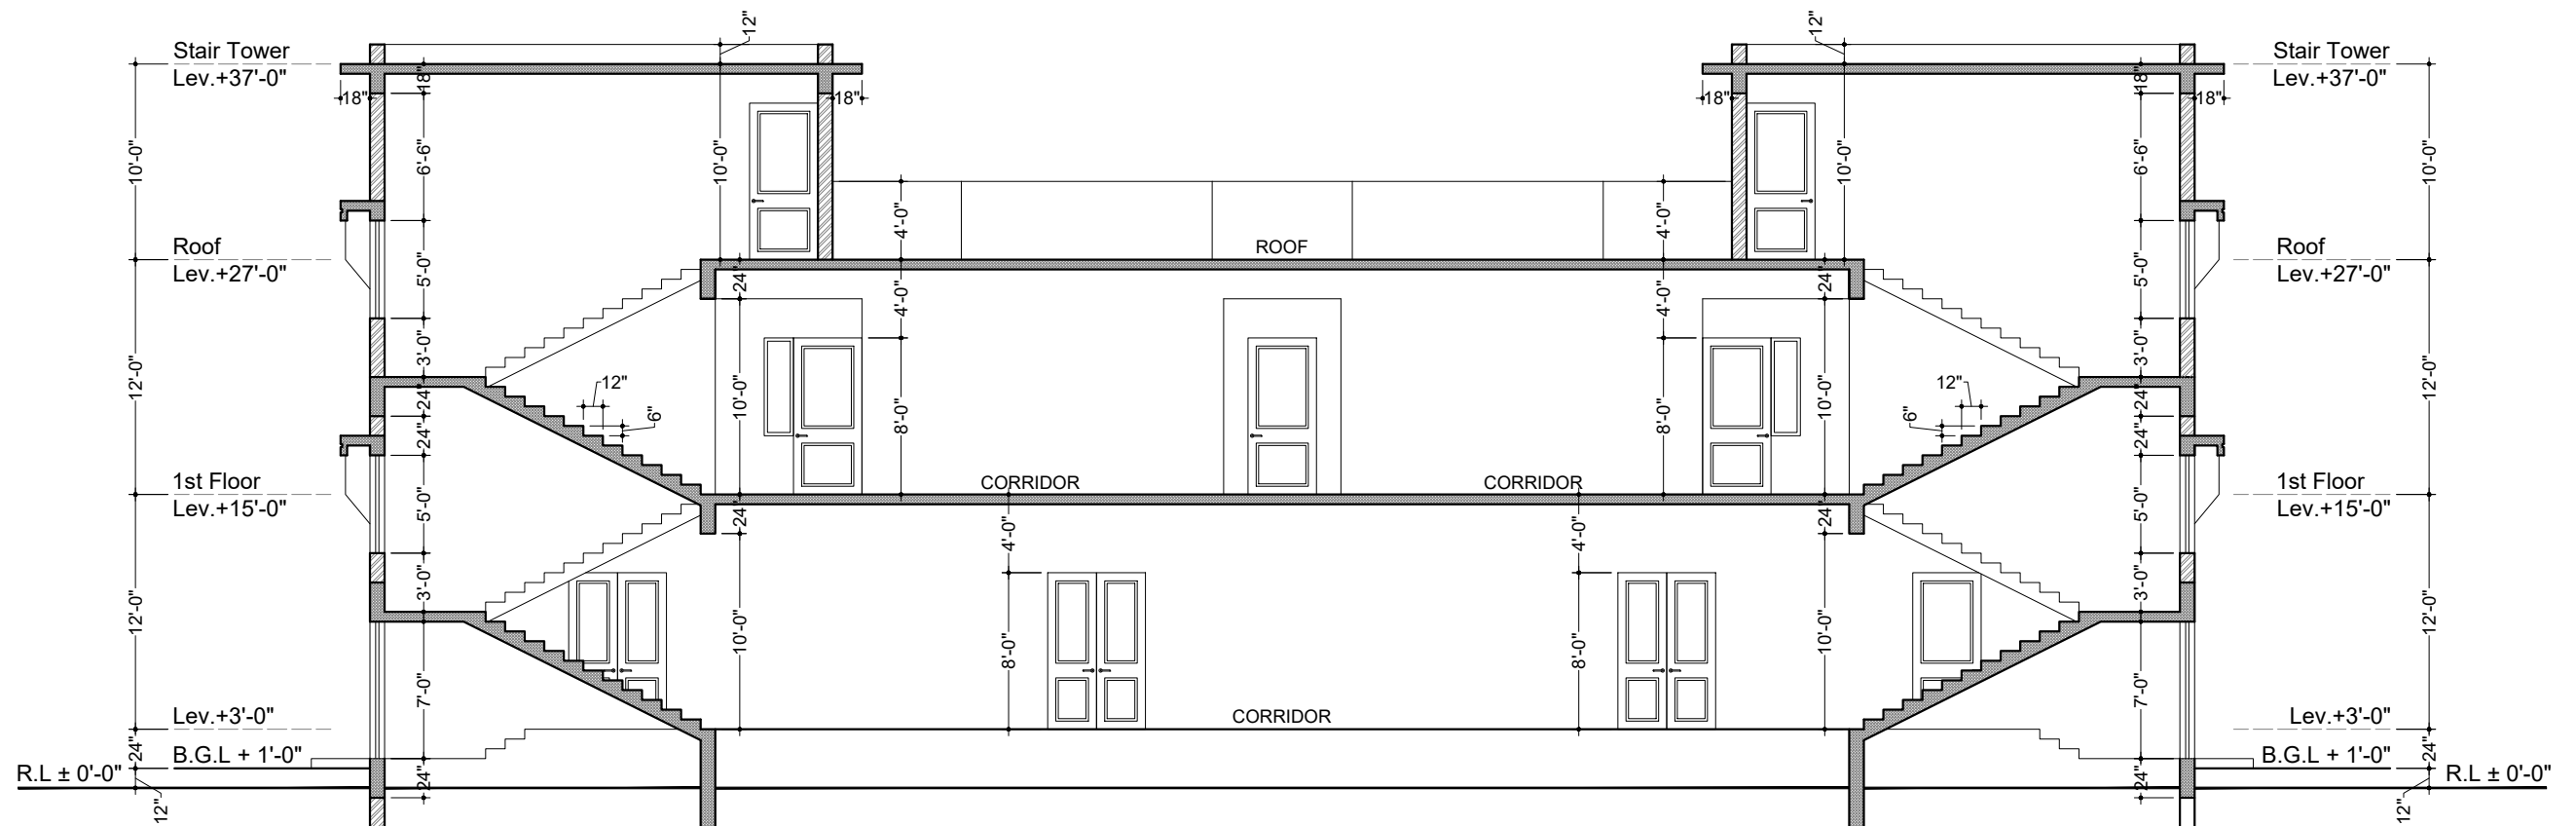 12"
12"
Stair Tower
Lev.+37'-0"
Stair Tower
Lev.+37'-0"
18"
18"
18"
18"
18"
18"
10'-0"
6'-6"
10'-0"
10'-0"
6'-6"
10'-0"
4'-0"
4'-0"
ROOF
Roof
Lev.+27'-0"
Roof
Lev.+27'-0"
5'-0"
24"
4'-0"
4'-0"
24"
5'-0"
12'-0"
3'-0"
12"
6"
10'-0"
8'-0"
8'-0"
10'-0"
12"
6"
3'-0"
12'-0"
24"
24"
24"
24"
1st Floor
Lev.+15'-0"
CORRIDOR
CORRIDOR
1st Floor
Lev.+15'-0"
5'-0"
24"
4'-0"
4'-0"
24"
5'-0"
12'-0"
3'-0"
10'-0"
8'-0"
8'-0"
10'-0"
3'-0"
12'-0"
7'-0"
7'-0"
Lev.+3'-0"
CORRIDOR
Lev.+3'-0"
24"
B.G.L + 1'-0"
B.G.L + 1'-0"
24"
R.L ± 0'-0"
24"
24"
R.L ± 0'-0"
12"
12"